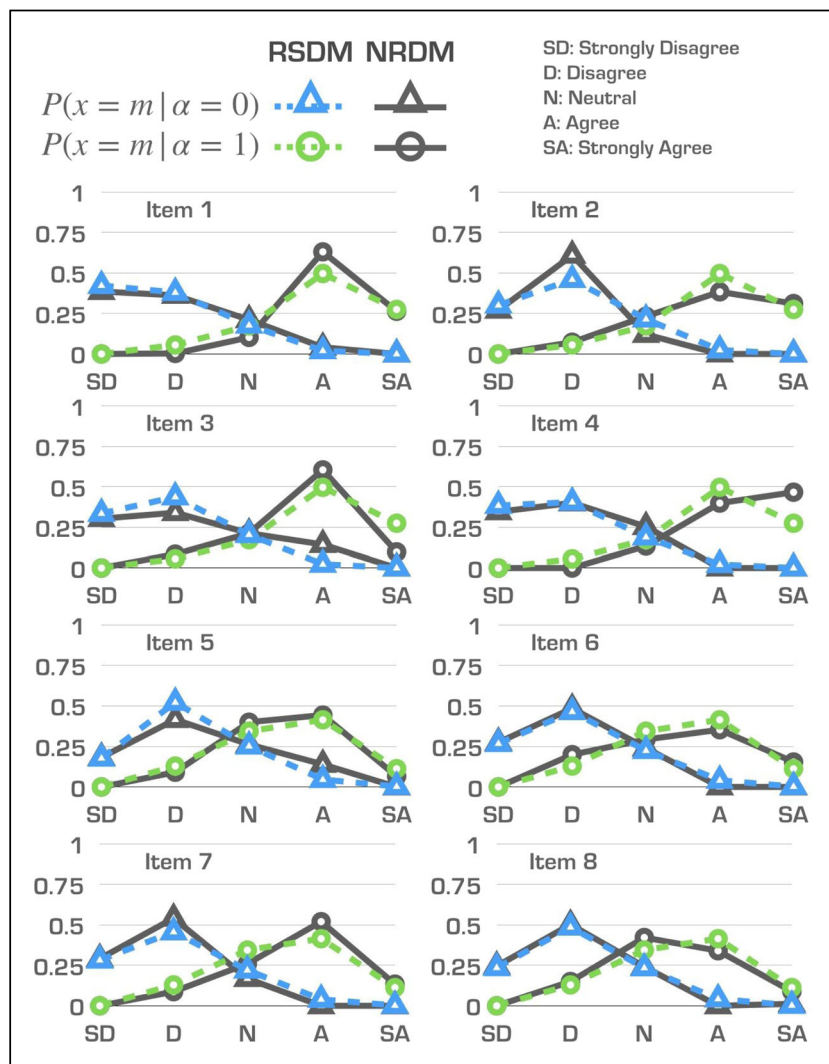 RSDM NRDM
P(x = m | α = 0)
P(x = m | α = 1)
SD: Strongly Disagree
D: Disagree
N: Neutral
A: Agree
SA: Strongly Agree
Item 1
1
0.75
0.5
0.25
0
SD D N A SA
Item 2
1
0.75
0.5
0.25
0
SD D N A SA
Item 3
1
0.75
0.5
0.25
0
SD D N A SA
Item 4
1
0.75
0.5
0.25
0
SD D N A SA
Item 5
1
0.75
0.5
0.25
0
SD D N A SA
Item 6
1
0.75
0.5
0.25
0
SD D N A SA
Item 7
1
0.75
0.5
0.25
0
SD D N A SA
Item 8
1
0.75
0.5
0.25
0
SD D N A SA